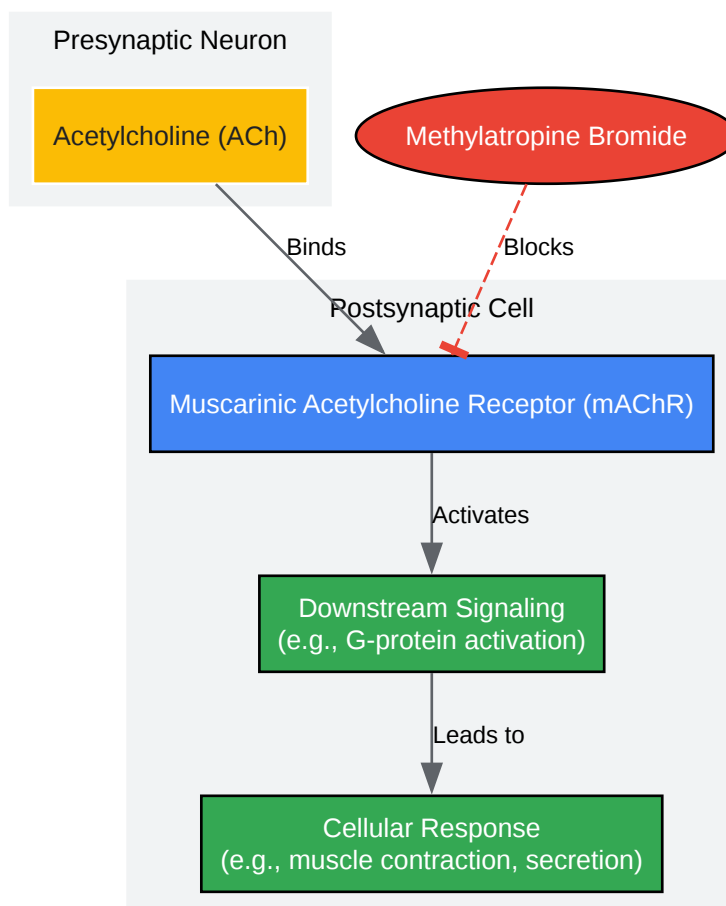 Presynaptic Neuron
Acetylcholine (ACh)
Methylatropine Bromide
Binds
Blocks
Postsynaptic Cell
Muscarinic Acetylcholine Receptor (mAChR)
Activates
Downstream Signaling
(e.g., G-protein activation)
Leads to
Cellular Response
(e.g., muscle contraction, secretion)